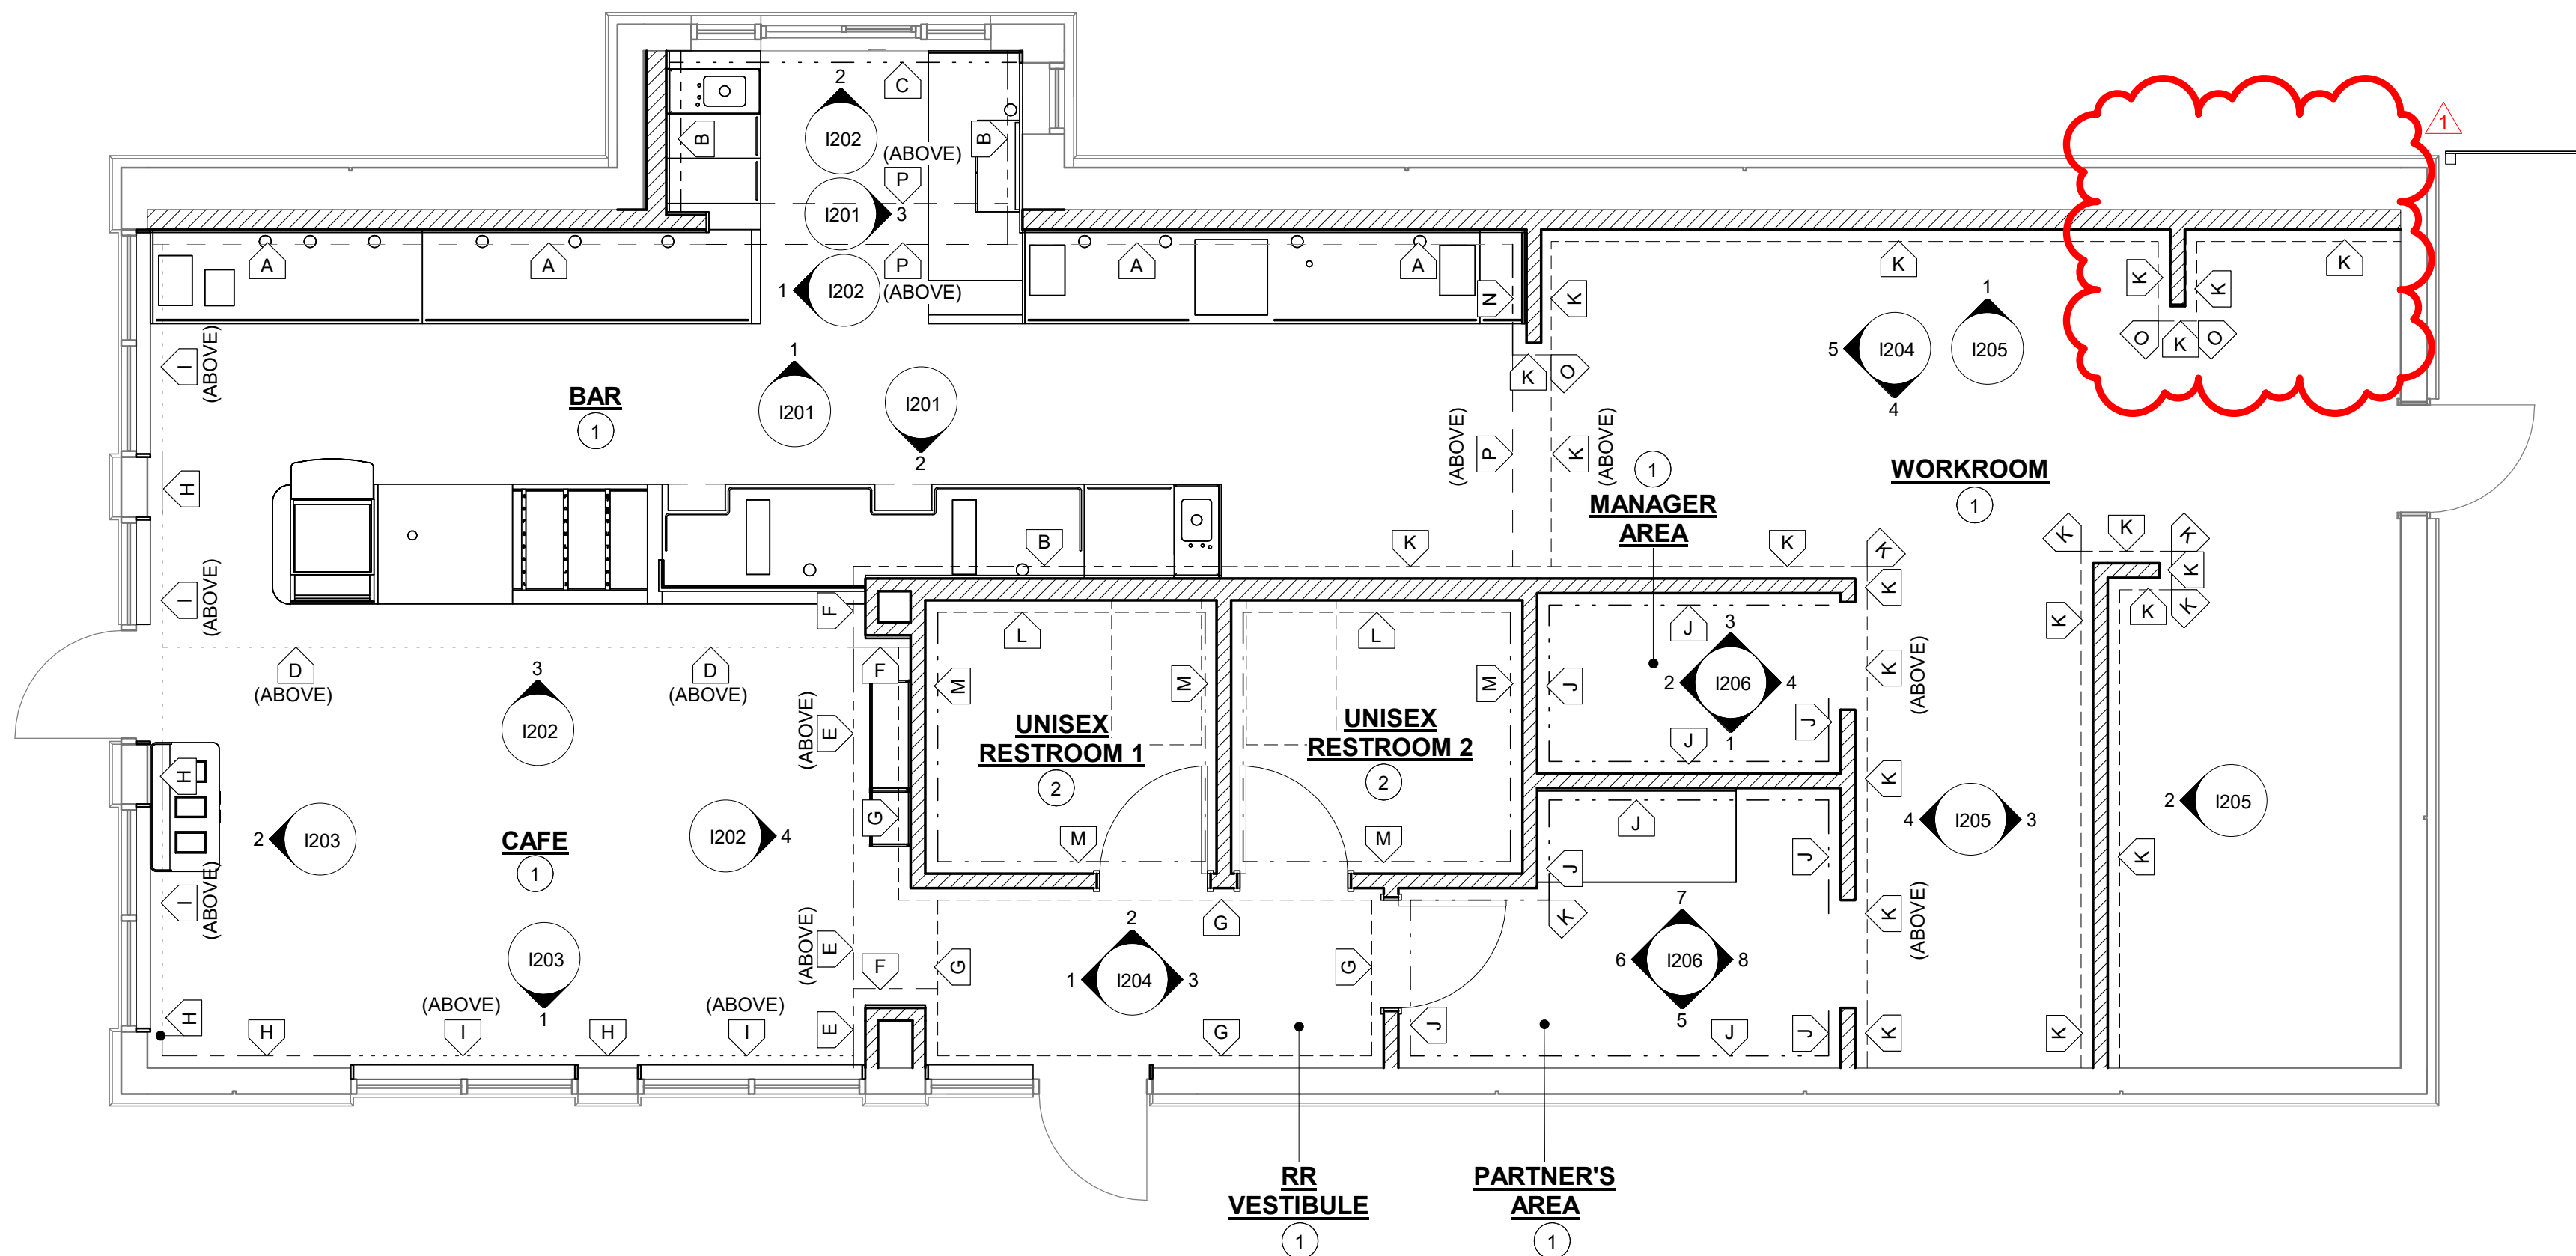 2
C
I202
B
B
(ABOVE)
P
I201
3
1
A
A
P
A
A
K
K
1
I202
(ABOVE)
N
K
K
K
1
I
(ABOVE)
1
5
I204
I205
O
K
O
K
O
4
BAR
1
I201
I201
2
(ABOVE)
P
K
(ABOVE)
1
WORKROOM
1
H
MANAGER
AREA
B
K
K
K
K
K
K
K
K
K
K
K
I
(ABOVE)
F
L
L
J
3
K
D
(ABOVE)
3
D
(ABOVE)
F
M
M
M
J
2
I206
4
K
(ABOVE)
I202
(ABOVE)
E
UNISEX
RESTROOM 1
2
UNISEX
RESTROOM 2
2
J
1
J
H
K
2
I205
2
I203
CAFE
1
I202
4
G
M
M
J
J
J
4
I205
3
K
I
(ABOVE)
I203
1
(ABOVE)
E
F
G
2
1
I204
3
G
G
K
7
6
I206
8
5
K
(ABOVE)
H
H
(ABOVE)
I
H
(ABOVE)
I
E
G
J
J
J
K
K
RR
VESTIBULE
1
PARTNER'S
AREA
1